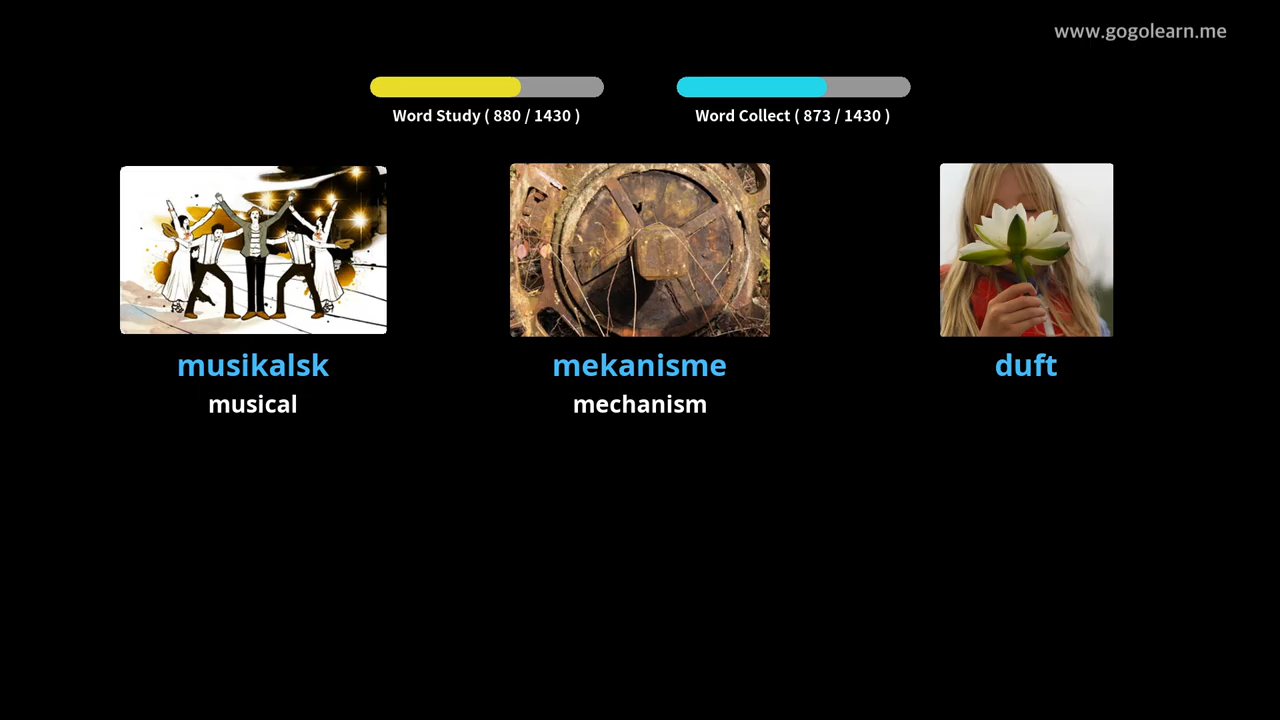 www.gogolearn.me
Word Study ( 880 / 1430 )
Word Collect ( 873 / 1430 )
musikalsk
musical
mekanisme
mechanism
duft